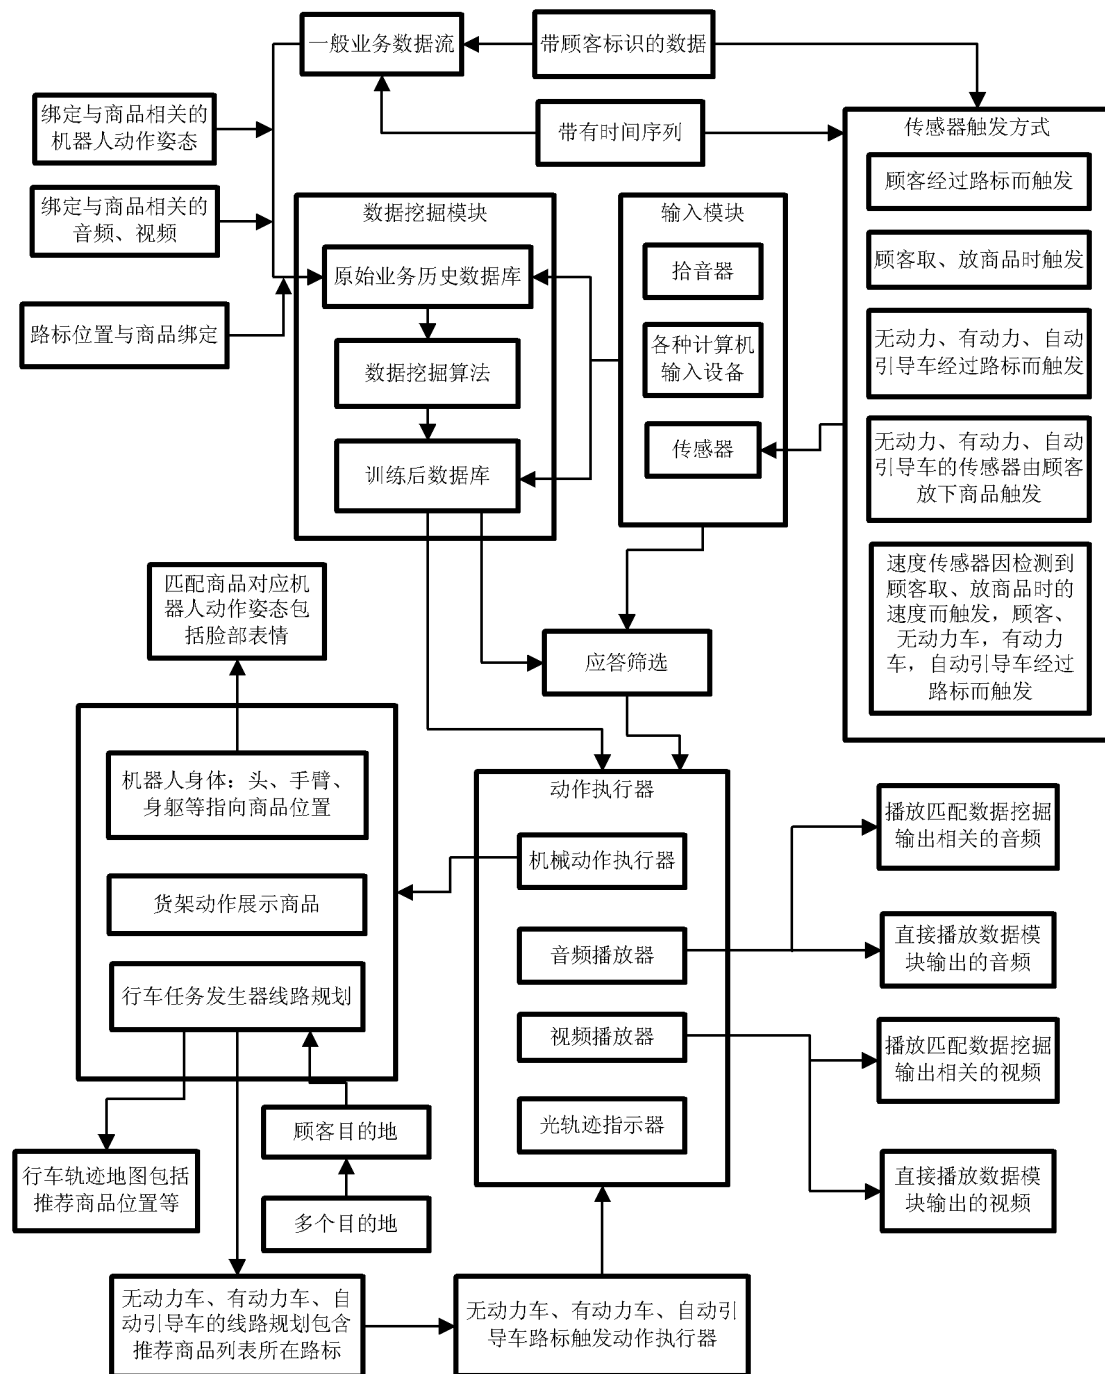 一般业务数据流
带顾客标识的数据
绑定与商品相关的
机器人动作姿态
带有时间序列
传感器触发方式
顾客经过路标而触发
绑定与商品相关的
音频、视频
数据挖掘模块
输入模块
原始业务历史数据库
拾音器
顾客取、放商品时触发
路标位置与商品绑定
数据挖掘算法
各种计算机
输入设备
无动力、有动力、自动
引导车经过路标而触发
训练后数据库
传感器
无动力、有动力、自动
引导车的传感器由顾客
放下商品触发
匹配商品对应机
器人动作姿态包
括脸部表情
应答筛选
速度传感器因检测到
顾客取、放商品时的
速度而触发，顾客、
无动力车，有动力
车，自动引导车经过
路标而触发
机器人身体：头、手臂、
身躯等指向商品位置
动作执行器
播放匹配数据挖掘
输出相关的音频
机械动作执行器
货架动作展示商品
音频播放器
直接播放数据模
块输出的音频
行车任务发生器线路规划
视频播放器
播放匹配数据挖掘
输出相关的视频
顾客目的地
光轨迹指示器
行车轨迹地图包括
推荐商品位置等
直接播放数据模
块输出的视频
多个目的地
无动力车、有动力车、自
动引导车的线路规划包含
推荐商品列表所在路标
无动力车、有动力车、自动引
导车路标触发动作执行器